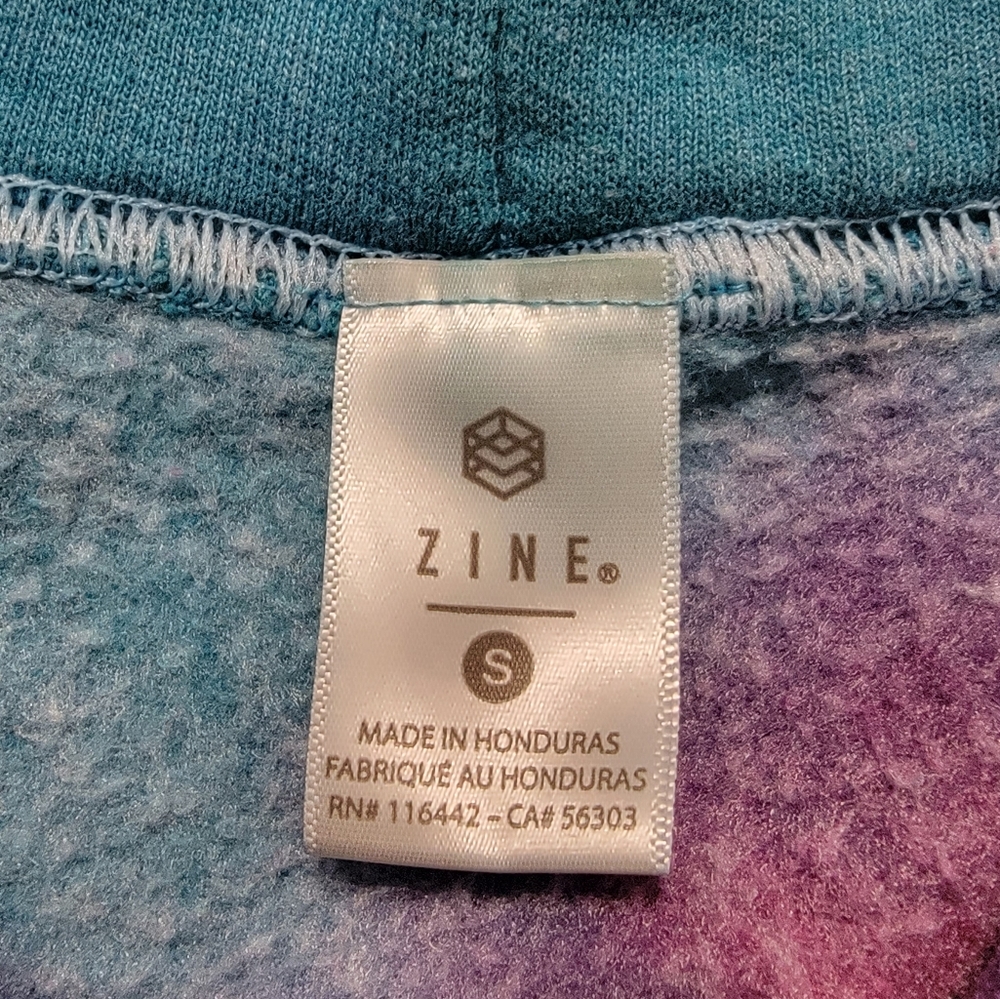 ZINE®
S
MADE IN HONDURAS
FABRIQUÉ AU HONDURAS
RN# 116442 – CA# 56303